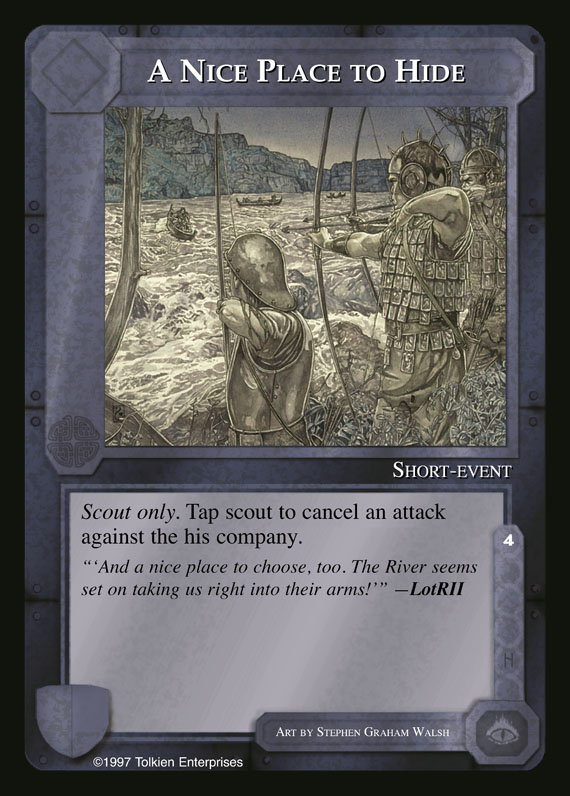 A Nice Place to Hide
Short-event
Scout only. Tap scout to cancel an attack
against the his company.
“‘And a nice place to choose, too. The River seems
set on taking us right into their arms!’” —LotRII
4
H
Art by Stephen Graham Walsh
©1997 Tolkien Enterprises